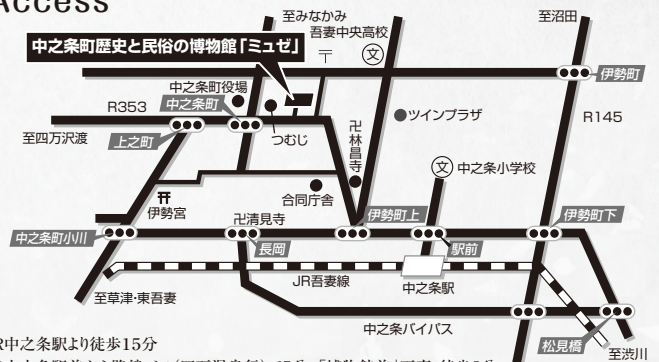 Access
至みなかみ
至沼田
吾妻中央高校
文
中之条町歴史と民俗の博物館「ミュゼ」
〒
伊勢町
中之条町役場
中之条町
R353
ツインプラザ
R145
至四万沢渡
上之町
つむじ
卍林昌寺
文
中之条小学校
合同庁舎
伊勢宮
卍清見寺
伊勢町上
伊勢町下
中之条町小川
長岡
駅前
JR吾妻線
中之条駅
至草津・東吾妻
中之条バイパス
松見橋
至渋川
中之条駅より徒歩15分